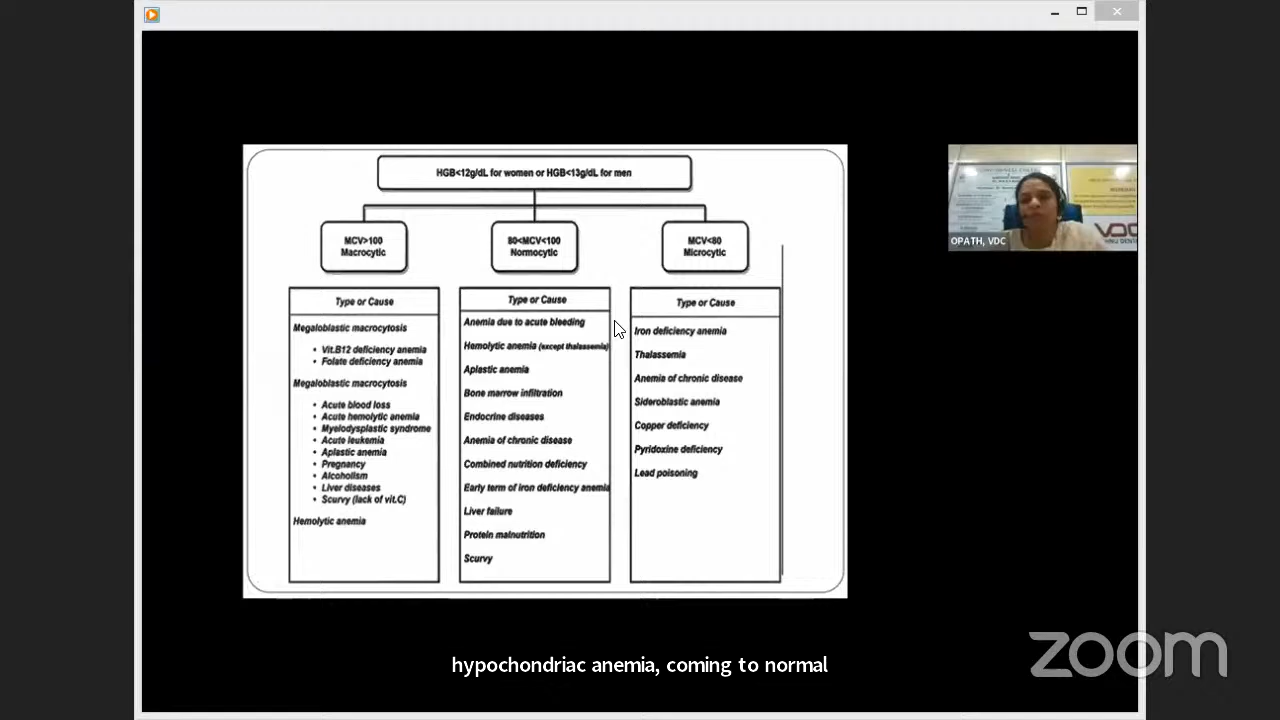 HGB<12g/dL for women or HGB<13g/dL for men
MCV>100
Macrocytic
80<MCV<100
Normocytic
MCV<80
Microcytic
Type or Cause
Megaloblastic macrocytosis
• Vit.B12 deficiency anemia
• Folate deficiency anemia
Megaloblastic macrocytosis
• Acute blood loss
• Acute hemolytic anemia
• Myelodysplastic syndrome
• Acute leukemia
• Aplastic anemia
• Pregnancy
• Alcoholism
• Liver diseases
• Scurvy (lack of vit.C)
Hemolytic anemia
Type or Cause
Anemia due to acute bleeding
Hemolytic anemia (except thalassemia)
Aplastic anemia
Bone marrow infiltration
Endocrine diseases
Anemia of chronic disease
Combined nutrition deficiency
Early term of iron deficiency anemia
Liver failure
Protein malnutrition
Scurvy
Type or Cause
Iron deficiency anemia
Thalassemia
Anemia of chronic disease
Sideroblastic anemia
Copper deficiency
Pyridoxine deficiency
Lead poisoning
VDC
OPATH, VDC
hypochondriac anemia, coming to normal
zoom